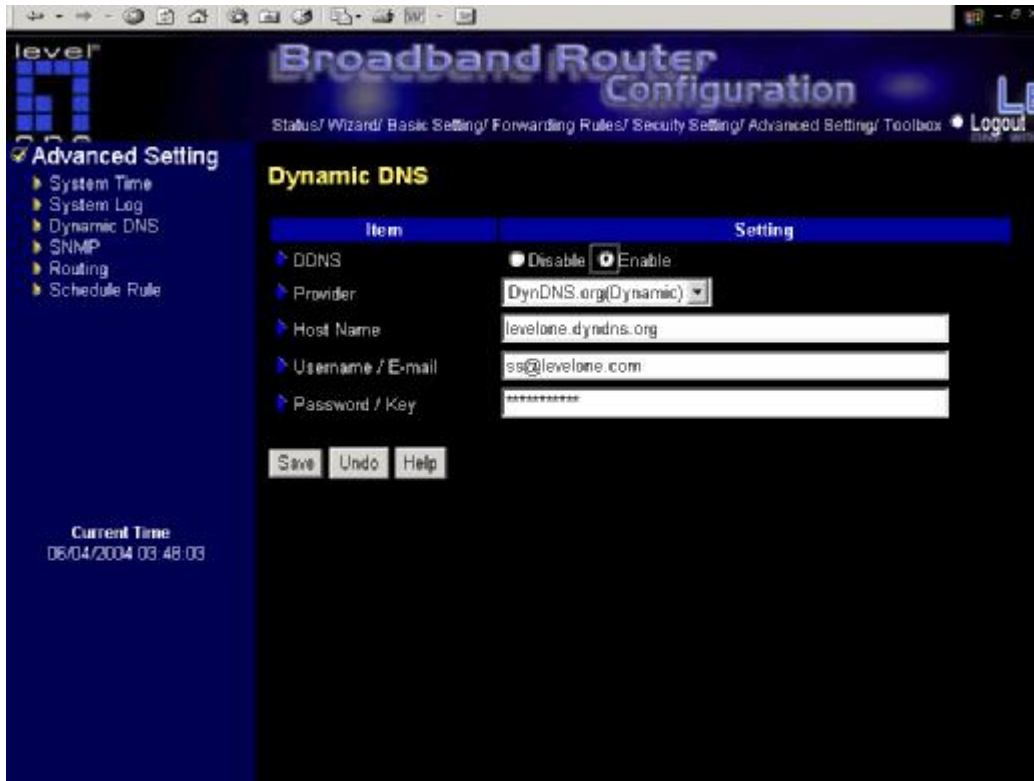 level
Broadband Router
Configuration
Status/ Wizard/ Basic Setting/ Forwarding Rules/ Secuity Setting/ Advanced Setting/ Toolbox
Logout
Advanced Setting
System Time
System Log
Dynamic DNS
SNMP
Routing
Schedule Rule
Dynamic DNS
Item Setting
DDNS Disable Enable
Provider DynDNS.org(Dynamic)
Host Name levelone.dyndns.org
Username / E-mail ss@levelone.com
Password / Key ***********
Save Undo Help
Current Time
06/04/2004 03:48:03